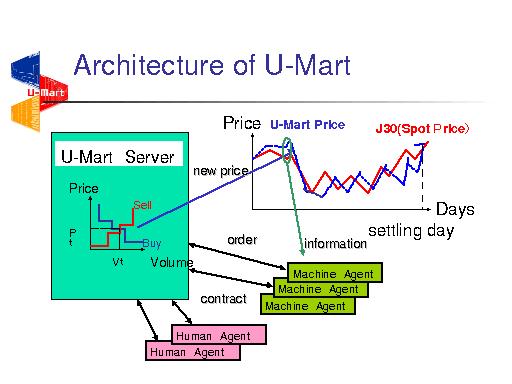 Architecture of U-Mart
U-Mart
Price
U-Mart Price
J30(Spot Price)
U-Mart Server
new price
Price
Sell
Pt
Buy
Vt
Volume
Days
settling day
order
information
contract
Machine Agent
Machine Agent
Machine Agent
Human Agent
Human Agent